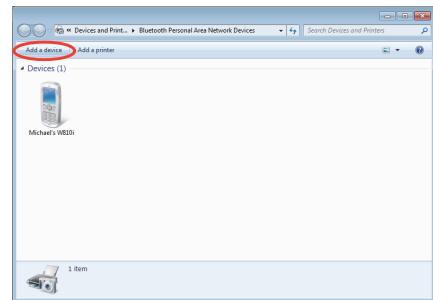 « Devices and Print... ▸ Bluetooth Personal Area Network Devices Search Devices and Printers
Add a device Add a printer
Devices (1)
Michael's W810i
1 item